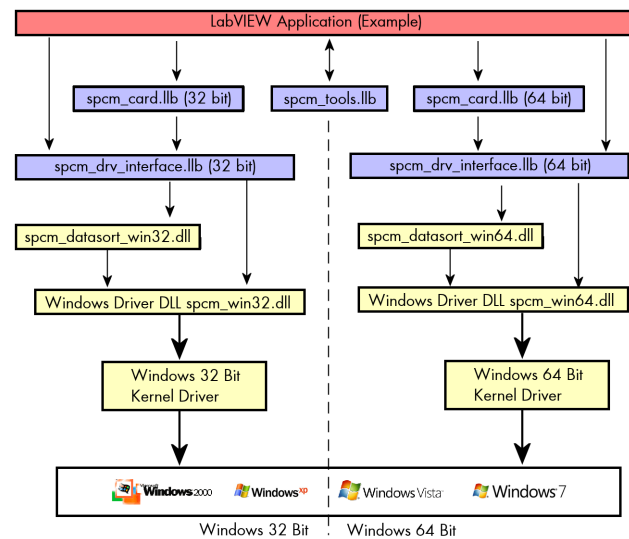 LabVIEW Application (Example)
spcm_card.llb (32 bit)
spcm_tools.llb
spcm_card.llb (64 bit)
spcm_drv_interface.llb (32 bit)
spcm_drv_interface.llb (64 bit)
spcm_datasort_win32.dll
spcm_datasort_win64.dll
Windows Driver DLL spcm_win32.dll
Windows Driver DLL spcm_win64.dll
Windows 32 Bit
Kernel Driver
Windows 64 Bit
Kernel Driver
Microsoft
Windows 2000
Windows xp
Windows Vista
Windows 7
Windows 32 Bit
Windows 64 Bit